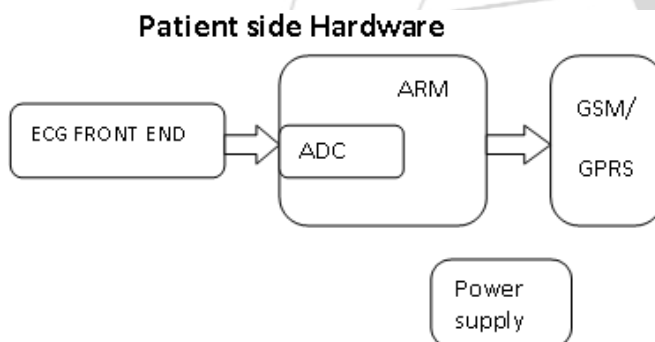 Patient side Hardware
ECG FRONT END
ARM
ADC
GSM/
GPRS
Power
supply